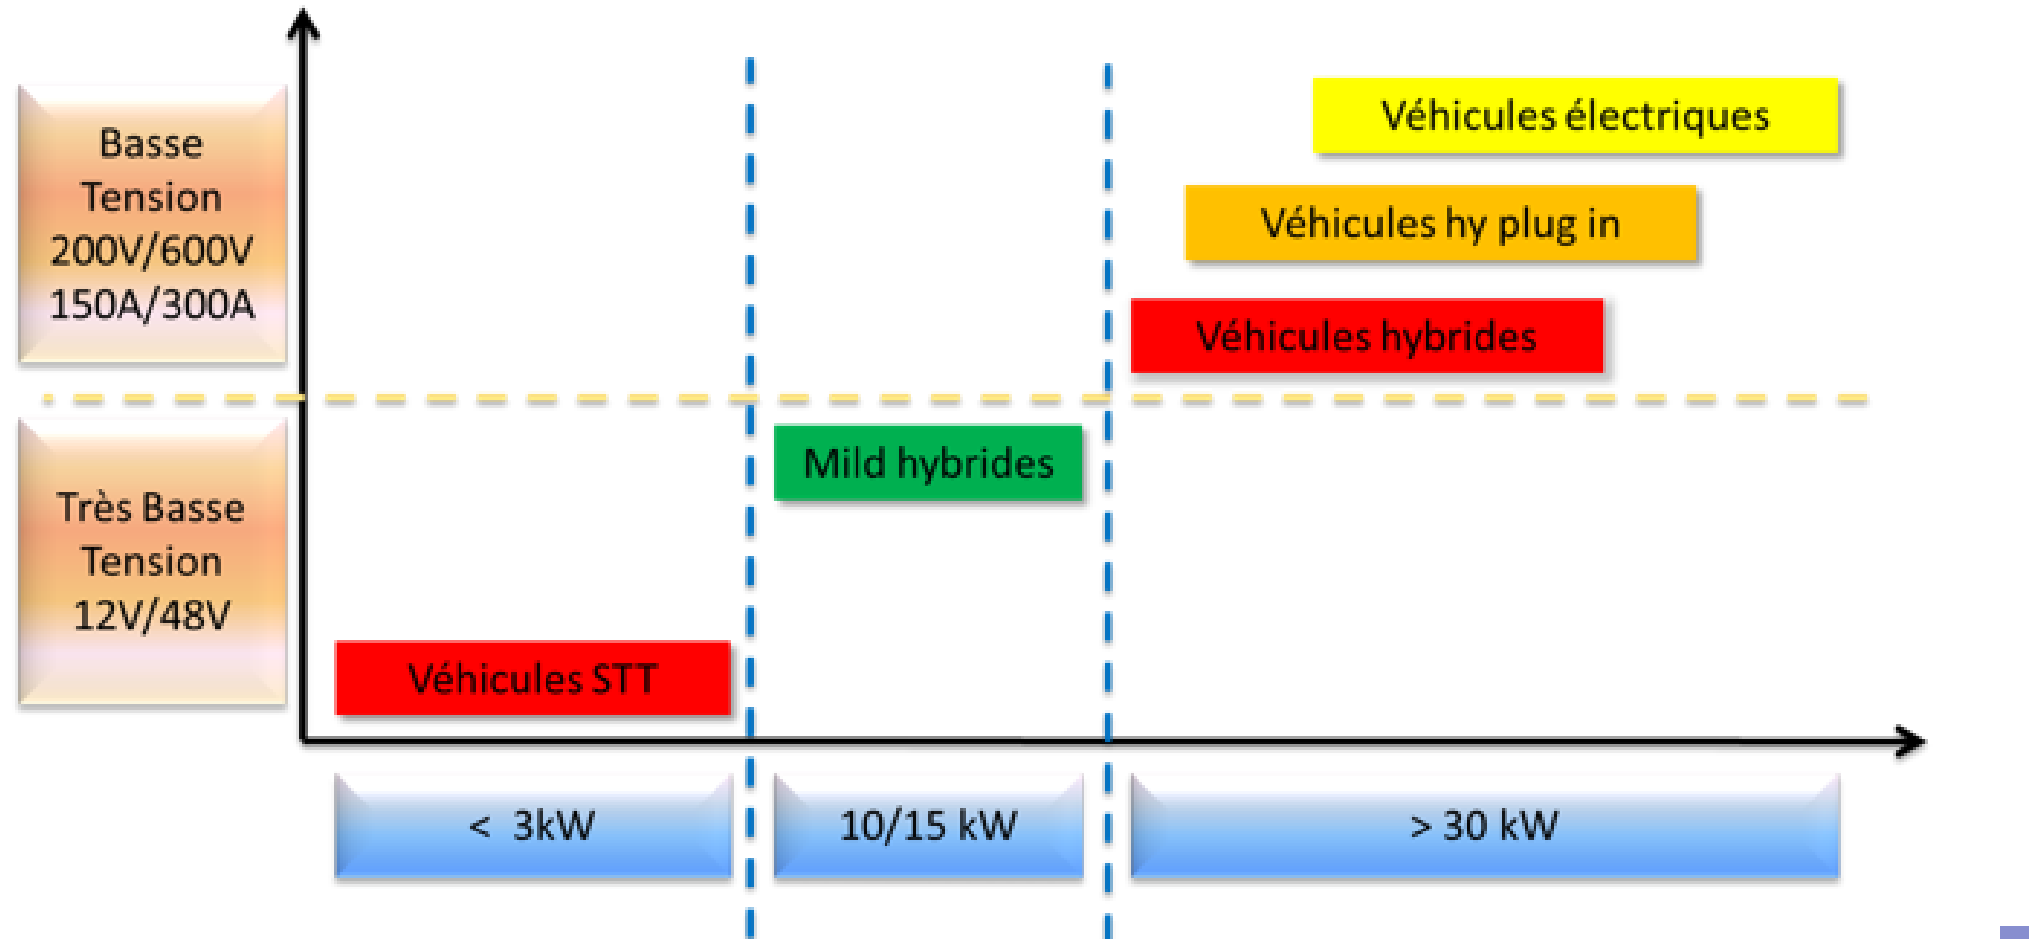 Basse
Tension
200V/600V
150A/300A
Véhicules électriques
Véhicules hy plug in
Véhicules hybrides
Très Basse
Tension
12V/48V
Mild hybrides
Véhicules STT
< 3kW
10/15 kW
> 30 kW